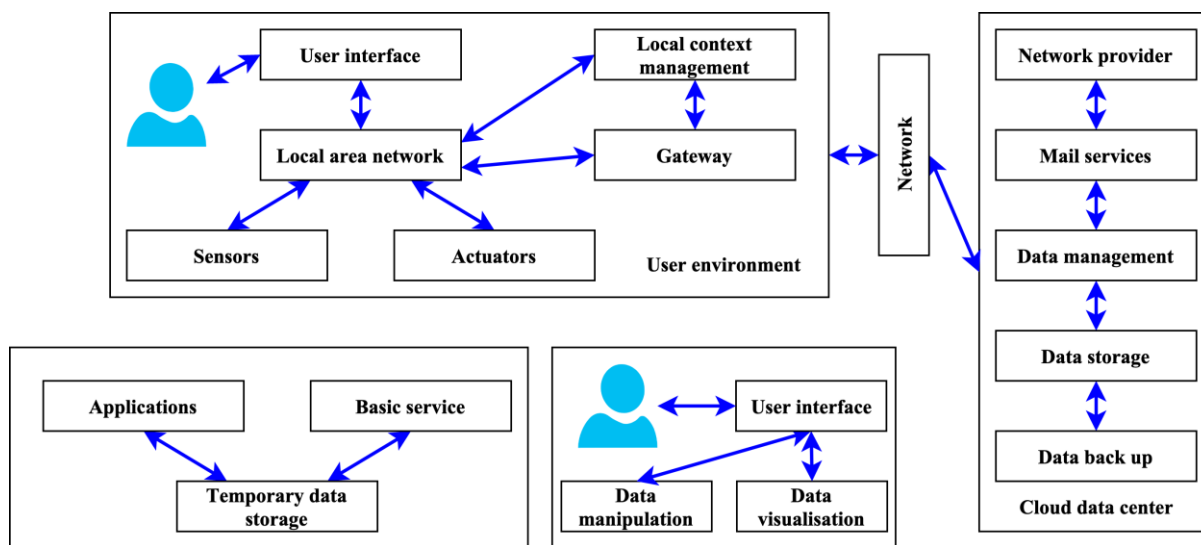 User interface
Local context
management
Local area network
Gateway
Sensors
Actuators
User environment
Network
Network provider
Mail services
Data management
Data storage
Data back up
Cloud data center
Applications
Basic service
Temporary data
storage
User interface
Data
manipulation
Data
visualisation